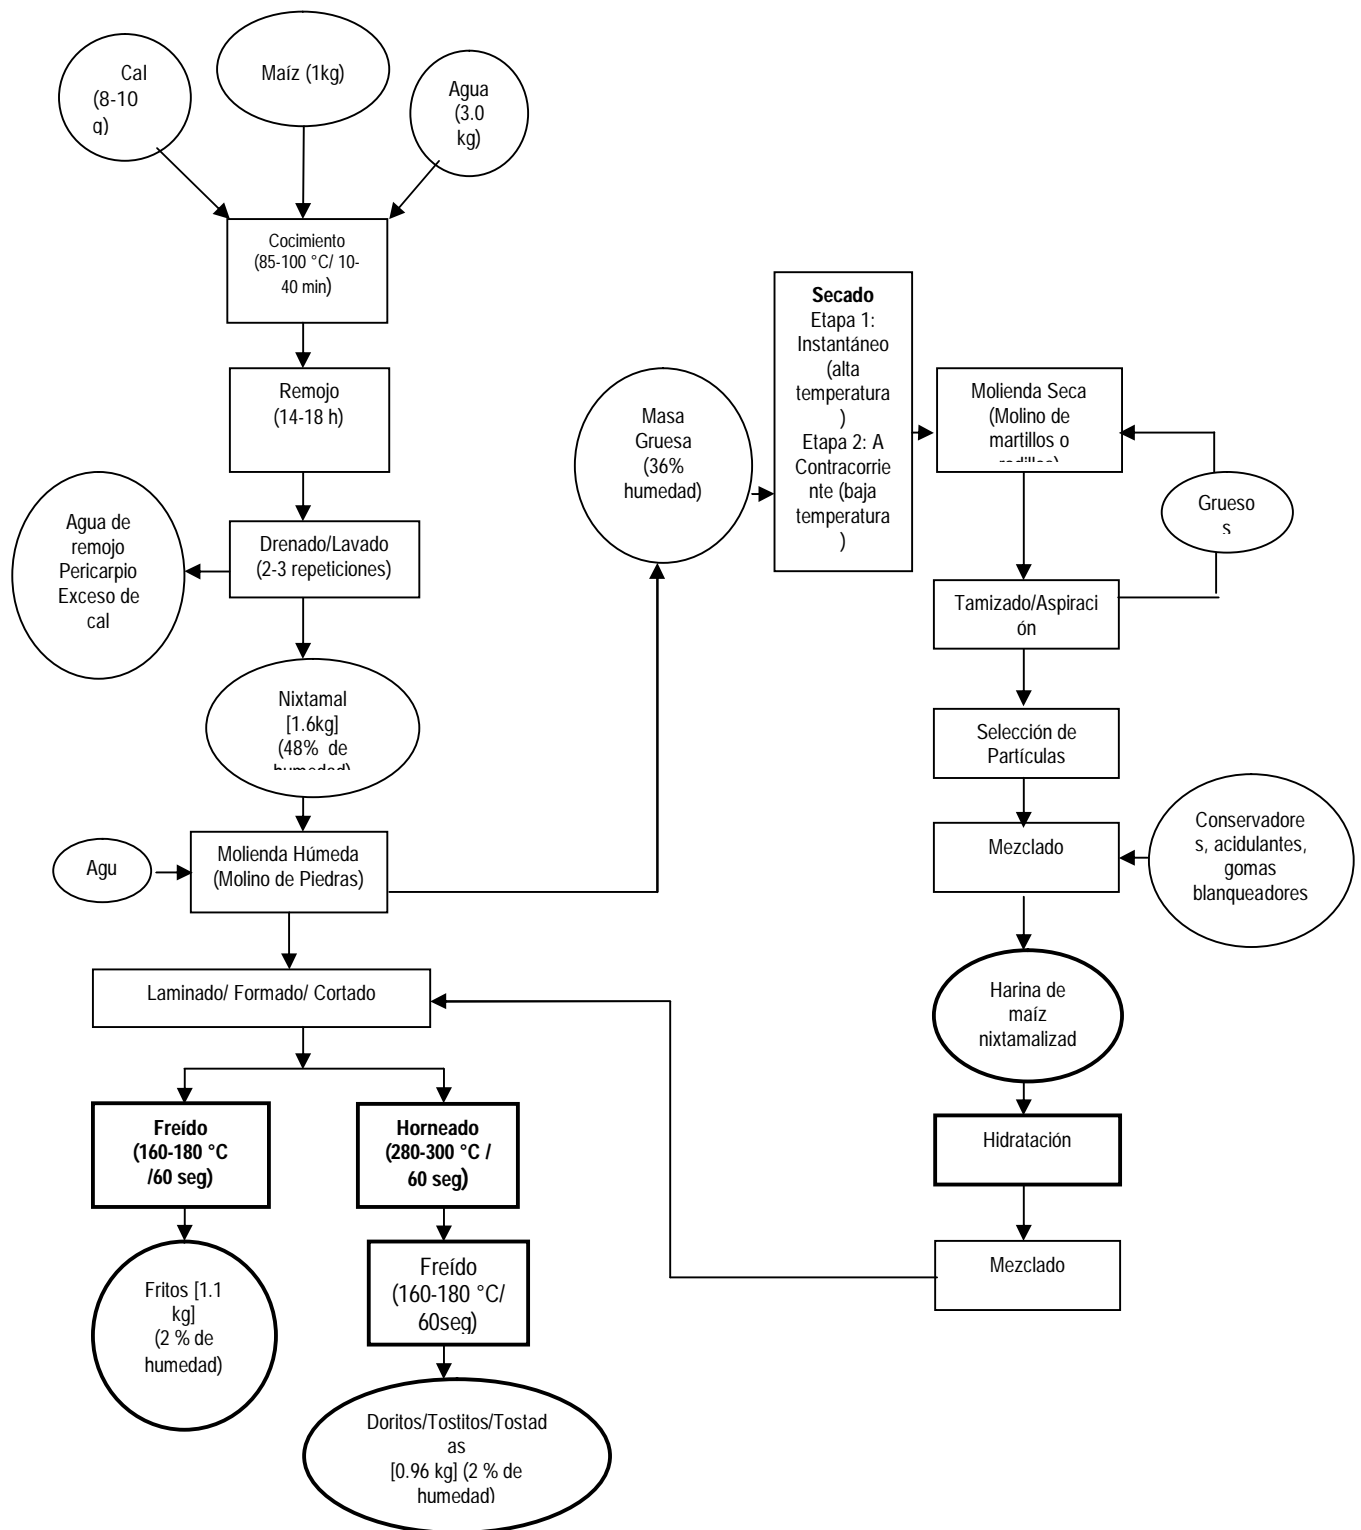 Cal
(8-10
g)
Maíz (1kg)
Agua
(3.0
kg)
Cocimiento
(85-100 °C/ 10-
40 min)
Remojo
(14-18 h)
Drenado/Lavado
(2-3 repeticiones)
Agua de
remojo
Pericarpio
Exceso de
cal
Nixtamal
[1.6kg]
(48% de
humedad)
Agu
Molienda Húmeda
(Molino de Piedras)
Laminado/ Formado/ Cortado
Freído
(160-180 °C
/60 seg)
Horneado
(280-300 °C /
60 seg)
Fritos [1.1
kg]
(2 % de
humedad)
Freído
(160-180 °C/
60seg)
Doritos/Tostitos/Tostad
as
[0.96 kg] (2 % de
humedad)
Masa
Gruesa
(36%
humedad)
Secado
Etapa 1:
Instantáneo
(alta
temperatura
)
Etapa 2: A
Contracorrie
nte (baja
temperatura
)
Molienda Seca
(Molino de
martillos o
rodillos)
Grueso
s
Tamizado/Aspiraci
ón
Selección de
Partículas
Mezclado
Conservadore
s, acidulantes,
gomas
blanqueadores
Harina de
maíz
nixtamalizad
Hidratación
Mezclado